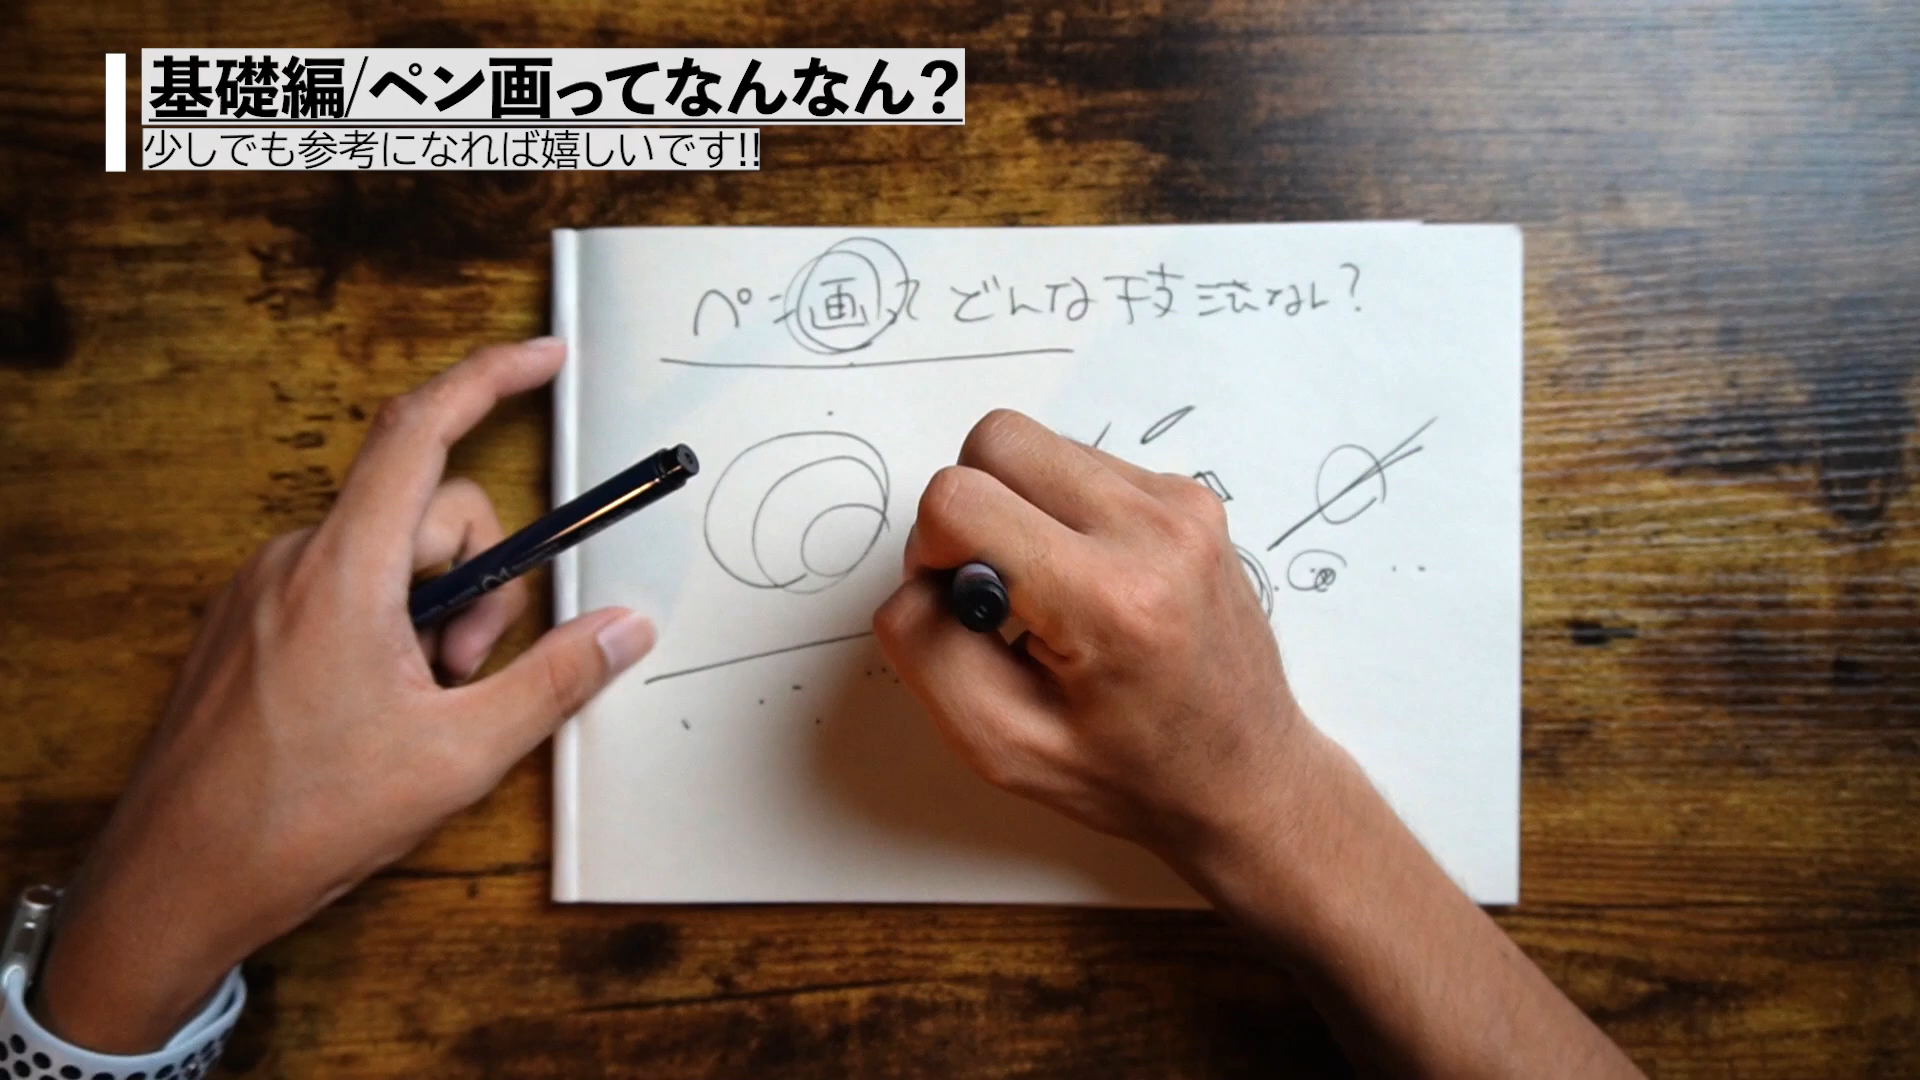 基礎編/ペン画ってなんなん?
少しでも参考になれば嬉しいです!!
ペン画って どんな技法なん?